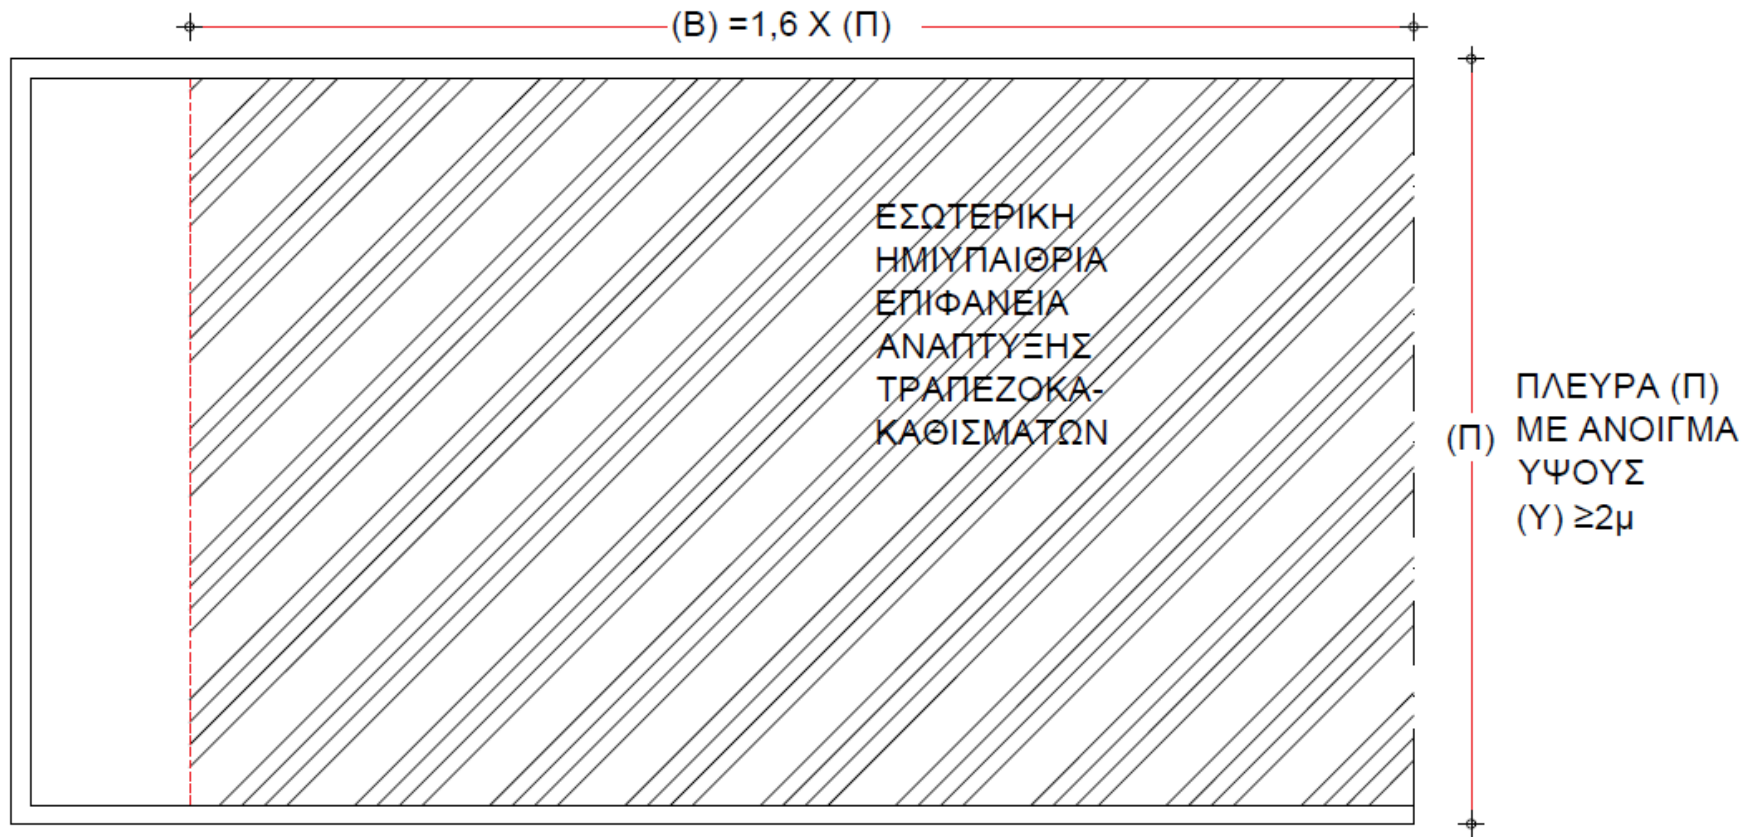 (Β) =1,6 Χ (Π)
ΕΣΩΤΕΡΙΚΗ
ΗΜΙΥΠΑΙΘΡΙΑ
ΕΠΙΦΑΝΕΙΑ
ΑΝΑΠΤΥΞΗΣ
ΤΡΑΠΕΖΟΚΑ-
ΚΑΘΙΣΜΑΤΩΝ
(Π)
ΠΛΕΥΡΑ (Π)
ΜΕ ΑΝΟΙΓΜΑ
ΥΨΟΥΣ
(Υ) ≥2μ